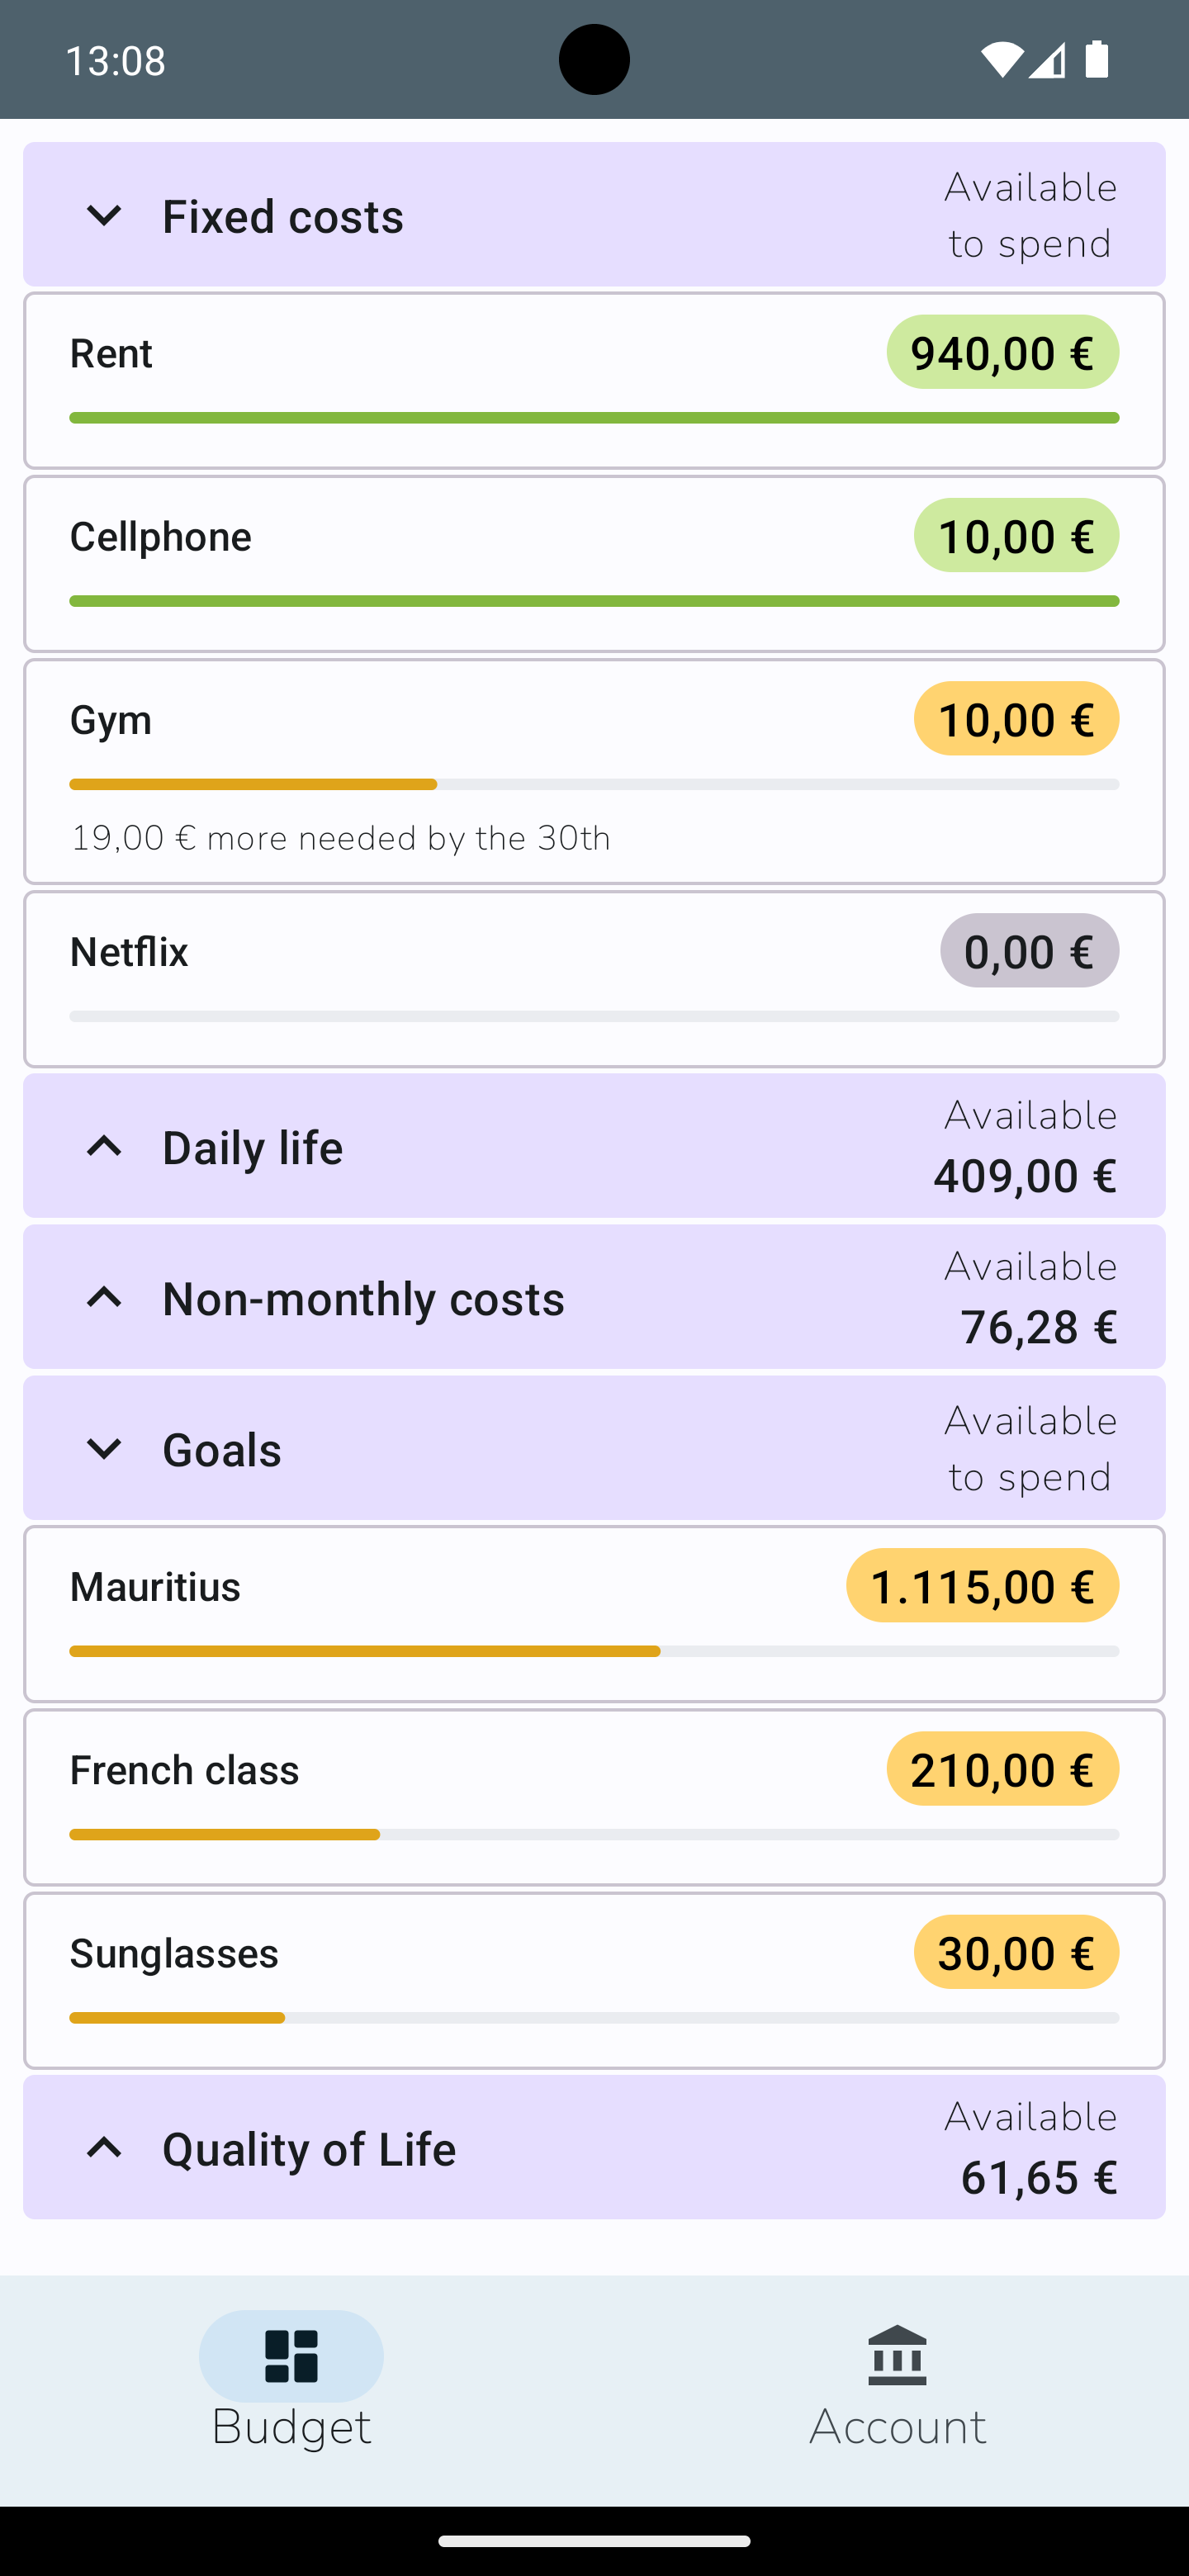 13:08
Fixed costs
Available
to spend
Rent
940,00 €
Cellphone
10,00 €
Gym
10,00 €
19,00 € more needed by the 30th
Netflix
0,00 €
Daily life
Available
409,00 €
Non-monthly costs
Available
76,28 €
Goals
Available
to spend
Mauritius
1.115,00 €
French class
210,00 €
Sunglasses
30,00 €
Quality of Life
Available
61,65 €
Budget
Account